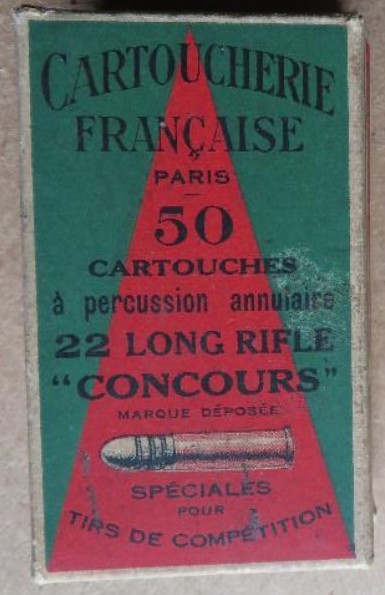 CARTOUCHERIE
FRANÇAISE
PARIS
50
CARTOUCHES
à percussion annulaire
22 LONG RIFLE
"CONCOURS"
MARQUE DÉPOSÉE
SPÉCIALES
POUR
TIRS DE COMPÉTITION